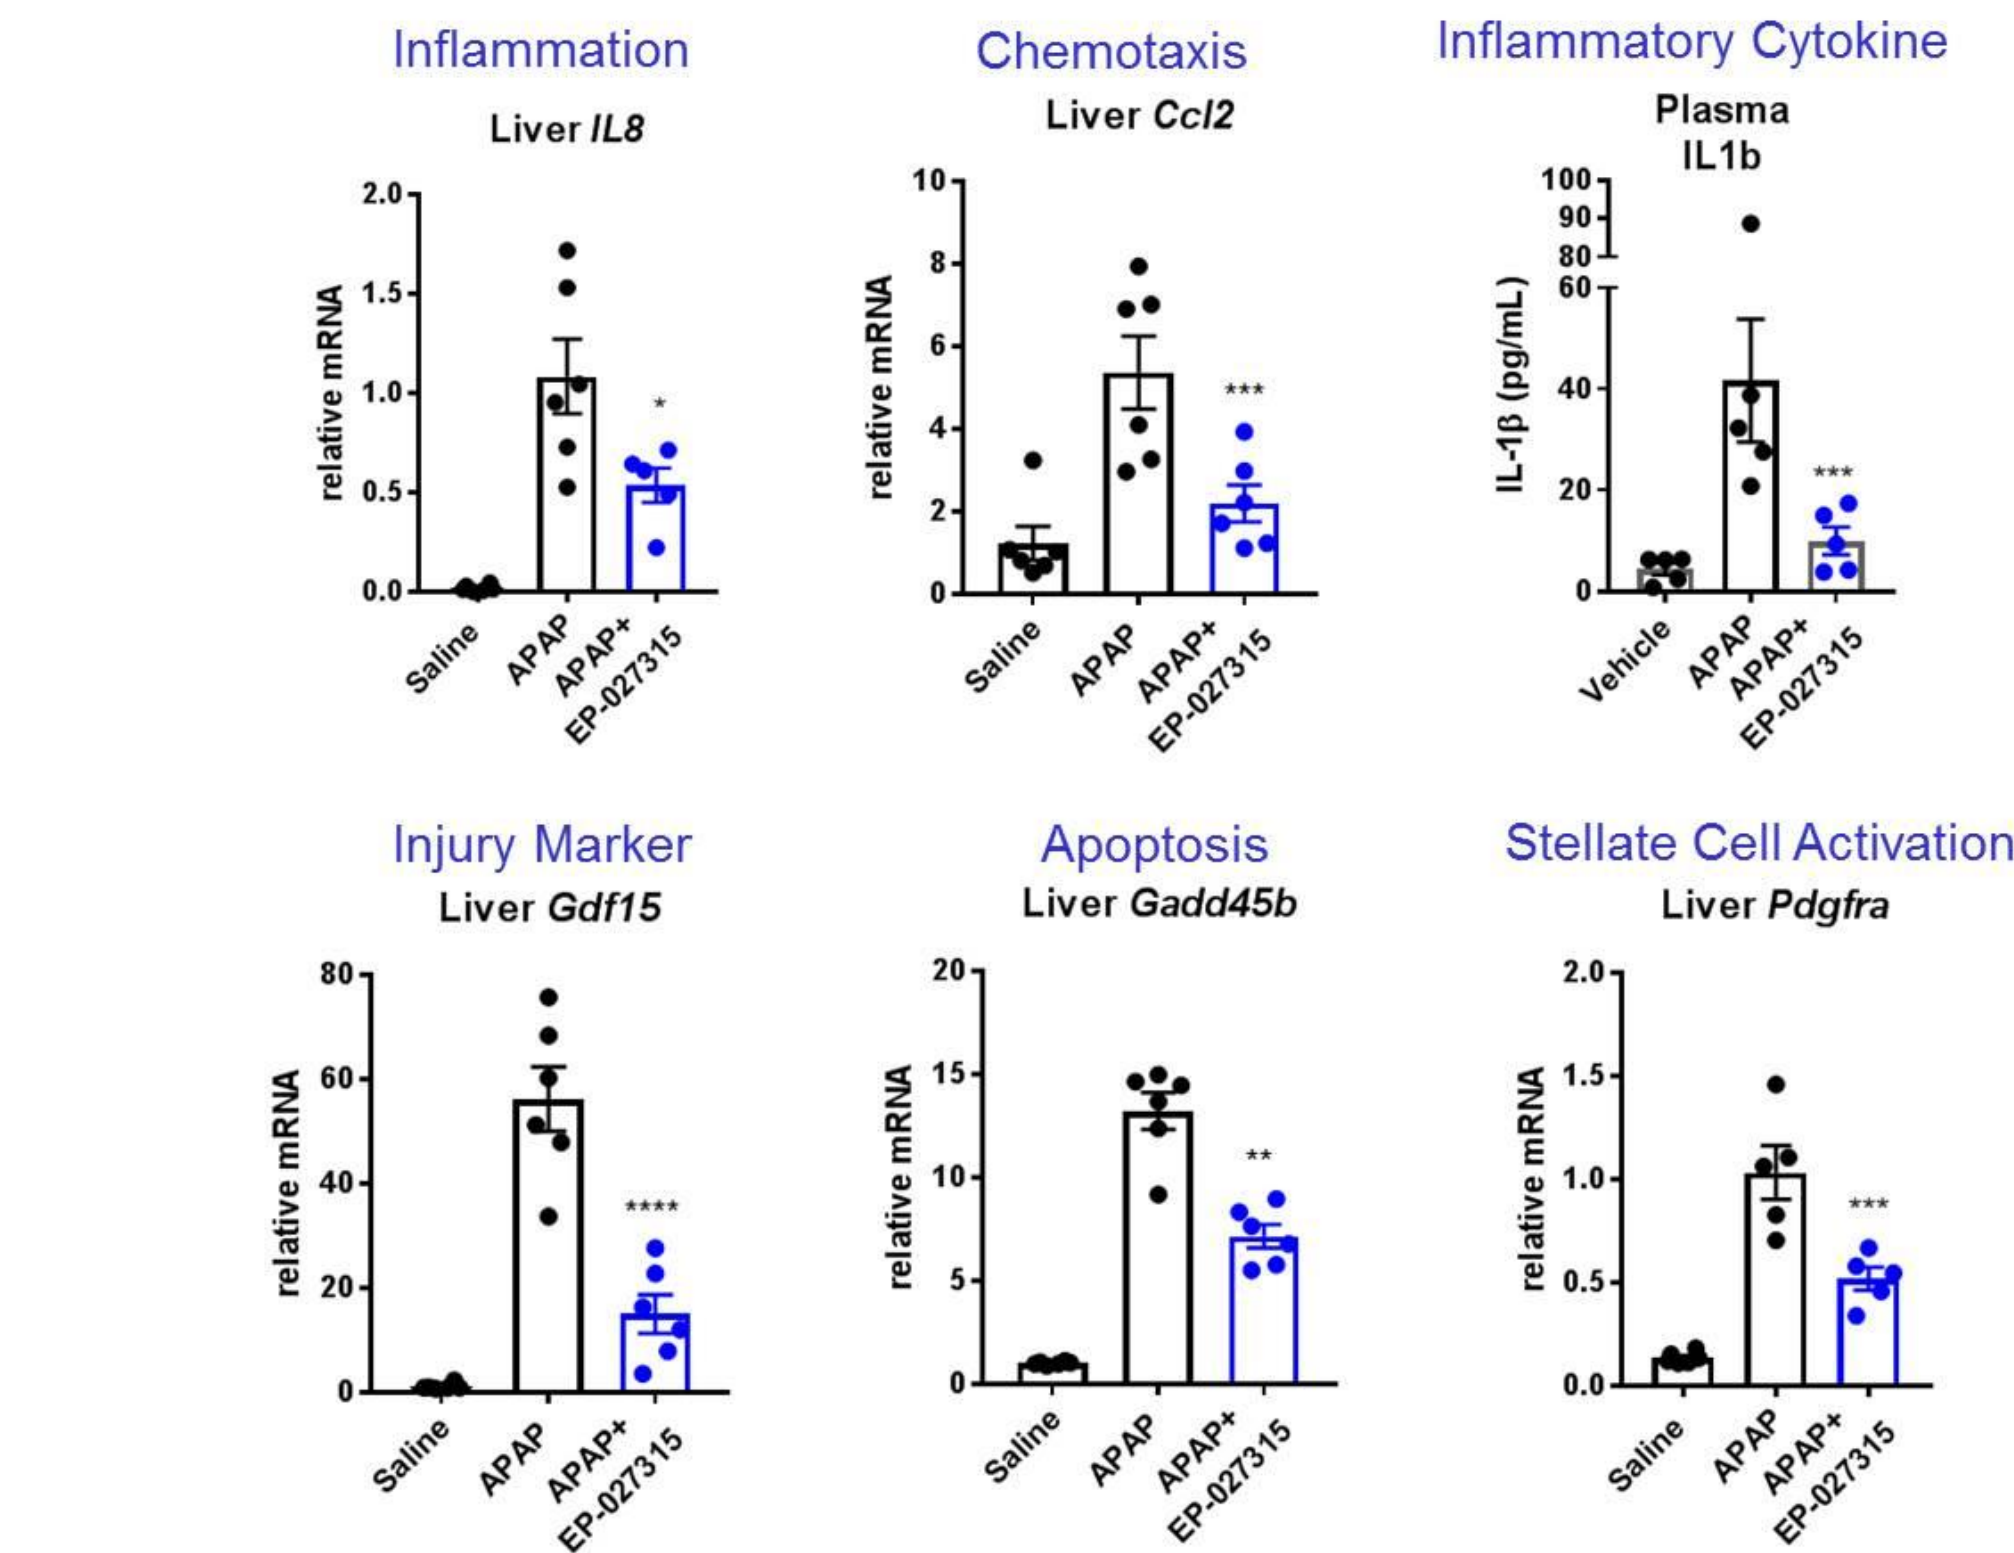 Inflammation
Liver IL8
relative mRNA
2.0
1.5
1.0
0.5
0.0
*
Saline
APAP
APAP+
EP-027315
Chemotaxis
Liver Ccl2
relative mRNA
10
8
6
4
2
0
***
Saline
APAP
APAP+
EP-027315
Inflammatory Cytokine
Plasma
IL1b
IL-1β (pg/mL)
100
90
80
60
40
20
0
***
Vehicle
APAP
APAP+
EP-027315
Injury Marker
Liver Gdf15
relative mRNA
80
60
40
20
0
****
Saline
APAP
APAP+
EP-027315
Apoptosis
Liver Gadd45b
relative mRNA
20
15
10
5
0
**
Saline
APAP
APAP+
EP-027315
Stellate Cell Activation
Liver Pdgfra
relative mRNA
2.0
1.5
1.0
0.5
0.0
***
Saline
APAP
APAP+
EP-027315